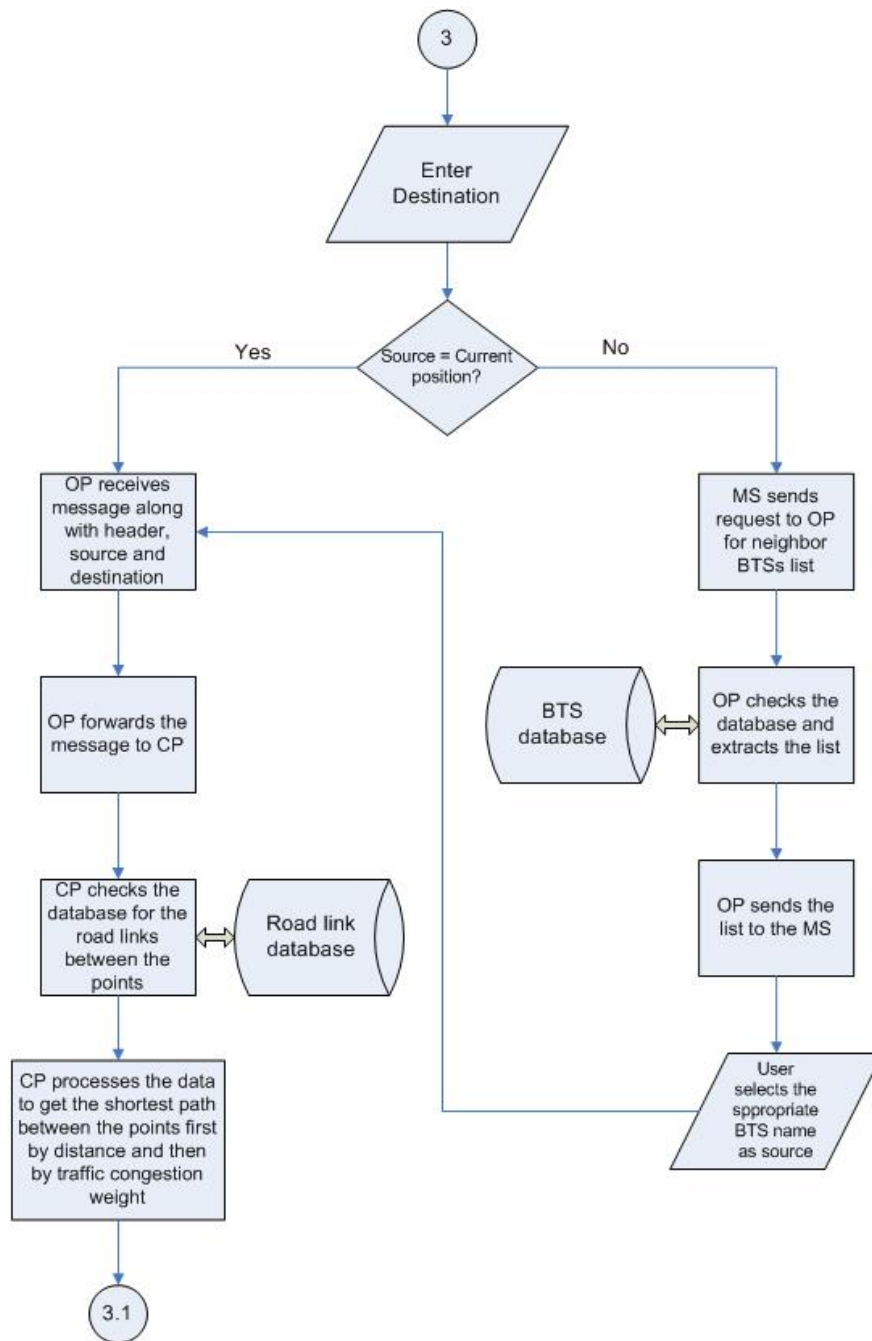 3
Enter
Destination
Source = Current
position?
Yes
No
OP receives
message along
with header,
source and
destination
MS sends
request to OP
for neighbor
BTSs list
OP forwards the
message to CP
BTS
database
OP checks the
database and
extracts the list
CP checks the
database for the
road links
between the
points
Road link
database
OP sends the
list to the MS
CP processes the data
to get the shortest path
between the points first
by distance and then
by traffic congestion
weight
User
selects the
sppropriate
BTS name
as source
3.1